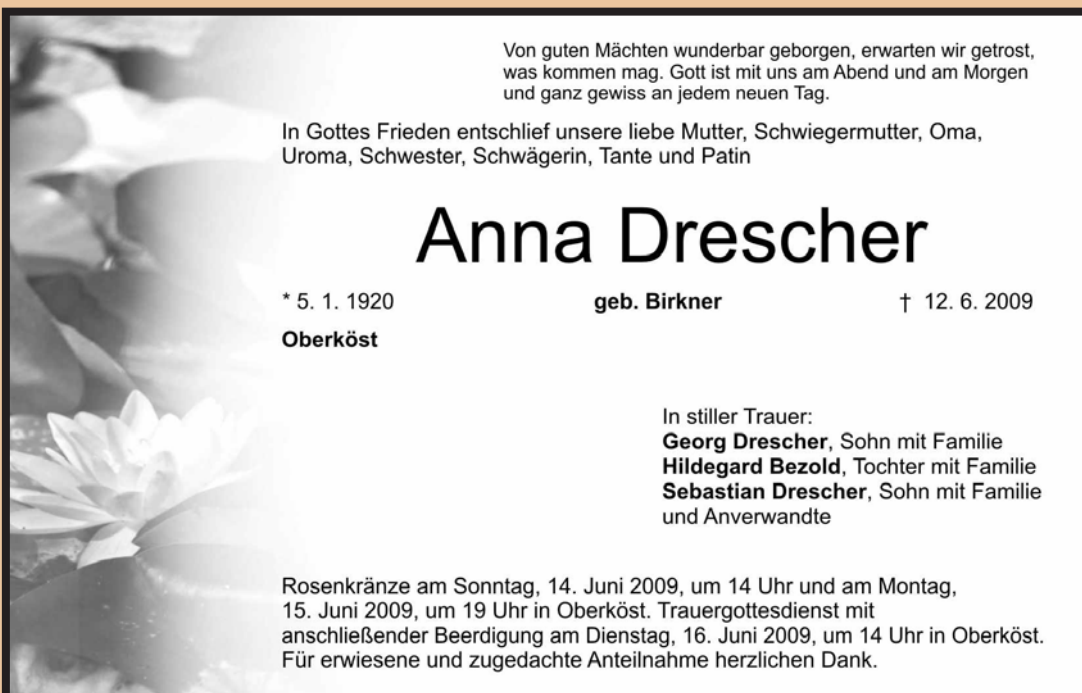 Von guten Mächten wunderbar geborgen, erwarten wir getrost,
was kommen mag. Gott ist mit uns am Abend und am Morgen
und ganz gewiss an jedem neuen Tag.
In Gottes Frieden entschlief unsere liebe Mutter, Schwiegermutter, Oma,
Uroma, Schwester, Schwägerin, Tante und Patin
Anna Drescher
* 5. 1. 1920 geb. Birkner † 12. 6. 2009
Oberköst
In stiller Trauer:
Georg Drescher, Sohn mit Familie
Hildegard Bezold, Tochter mit Familie
Sebastian Drescher, Sohn mit Familie
und Anverwandte
Rosenkränze am Sonntag, 14. Juni 2009, um 14 Uhr und am Montag,
15. Juni 2009, um 19 Uhr in Oberköst. Trauergottesdienst mit
anschließender Beerdigung am Dienstag, 16. Juni 2009, um 14 Uhr in Oberköst.
Für erwiesene und zugedachte Anteilnahme herzlichen Dank.